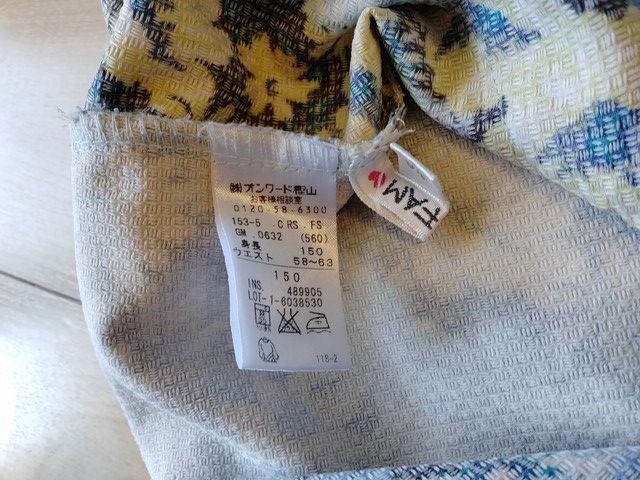 ㈱オンワード樫山
お客様相談室
0120-58-6300
153-5 .CRS .FS
GM .0632 (560)
身長 150
ウエスト 58～63
150
INS. 489905
LOT-1-6038530
118-2
FAM